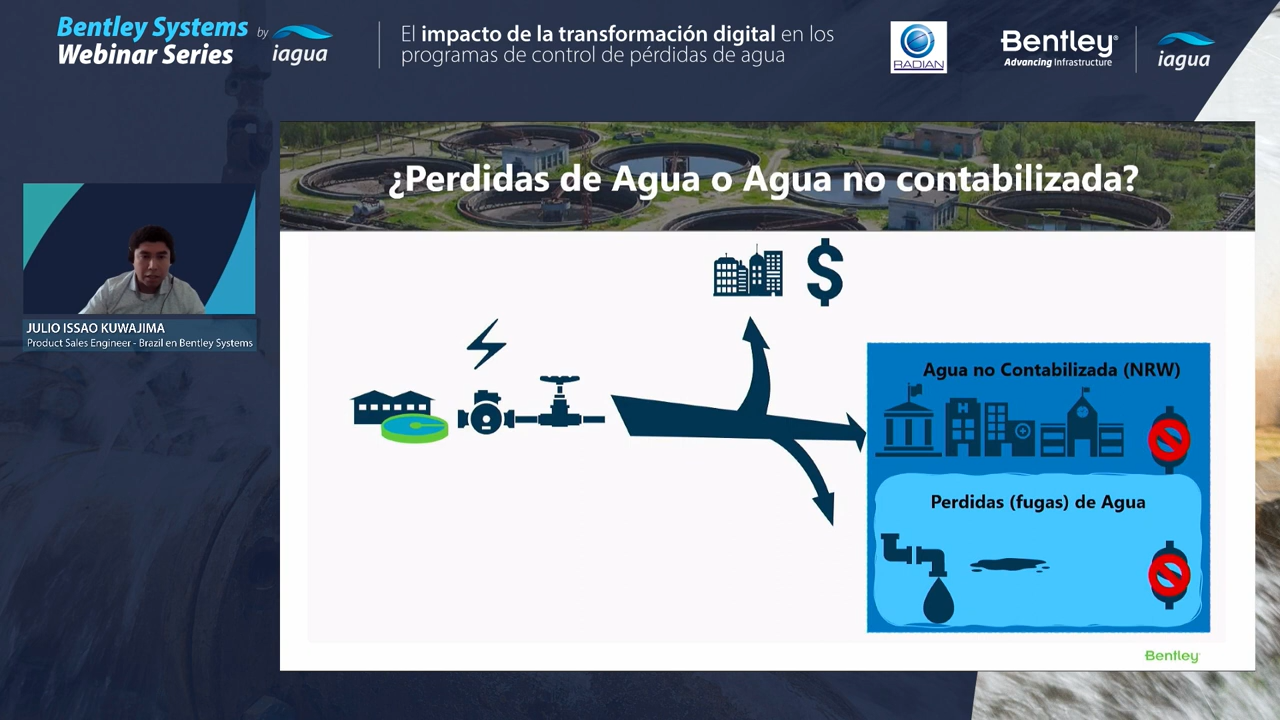 Bentley Systems by iagua
Webinar Series
El impacto de la transformación digital en los
programas de control de pérdidas de agua
RADIAN
Bentley®
Advancing Infrastructure
iagua
¿Perdidas de Agua o Agua no contabilizada?
$
JULIO ISSAO KUWAJIMA
Product Sales Engineer - Brazil en Bentley Systems
Agua no Contabilizada (NRW)
H
Perdidas (fugas) de Agua
Bentley